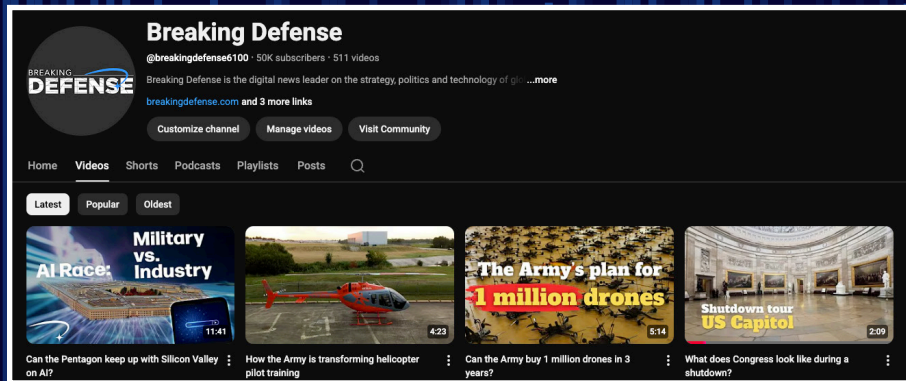 Breaking Defense
@breakingdefense6100 · 50K subscribers · 511 videos
Breaking Defense is the digital news leader on the strategy, politics and technology of glo ...more
breakingdefense.com and 3 more links
BREAKING
DEFENSE
Customize channel Manage videos Visit Community
Home Videos Shorts Podcasts Playlists Posts
Latest Popular Oldest
AI Race:
Military
vs.
Industry
11:41
Can the Pentagon keep up with Silicon Valley
on AI?
4:23
How the Army is transforming helicopter
pilot training
The Army's plan for
1 million drones
5:14
Can the Army buy 1 million drones in 3
years?
Shutdown tour
US Capitol
2:09
What does Congress look like during a
shutdown?